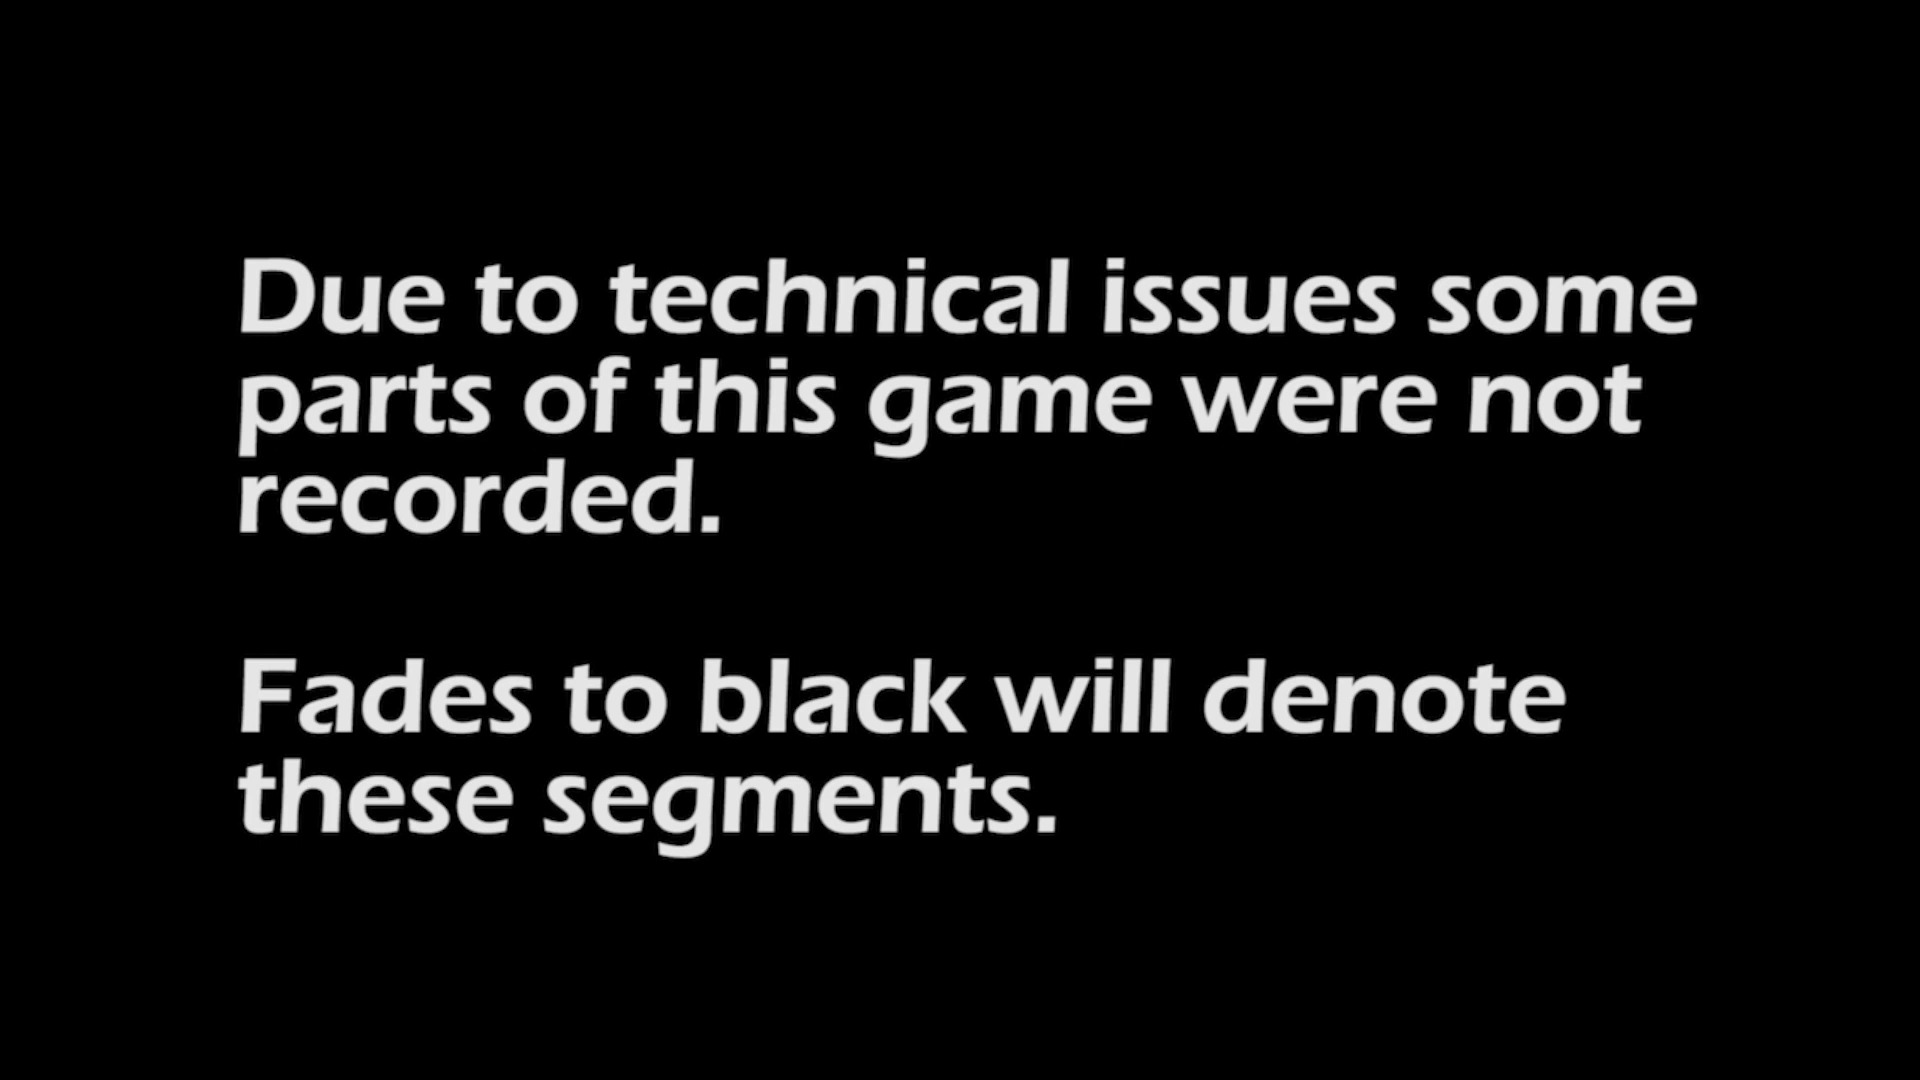 Due to technical issues some
parts of this game were not
recorded.
Fades to black will denote
these segments.